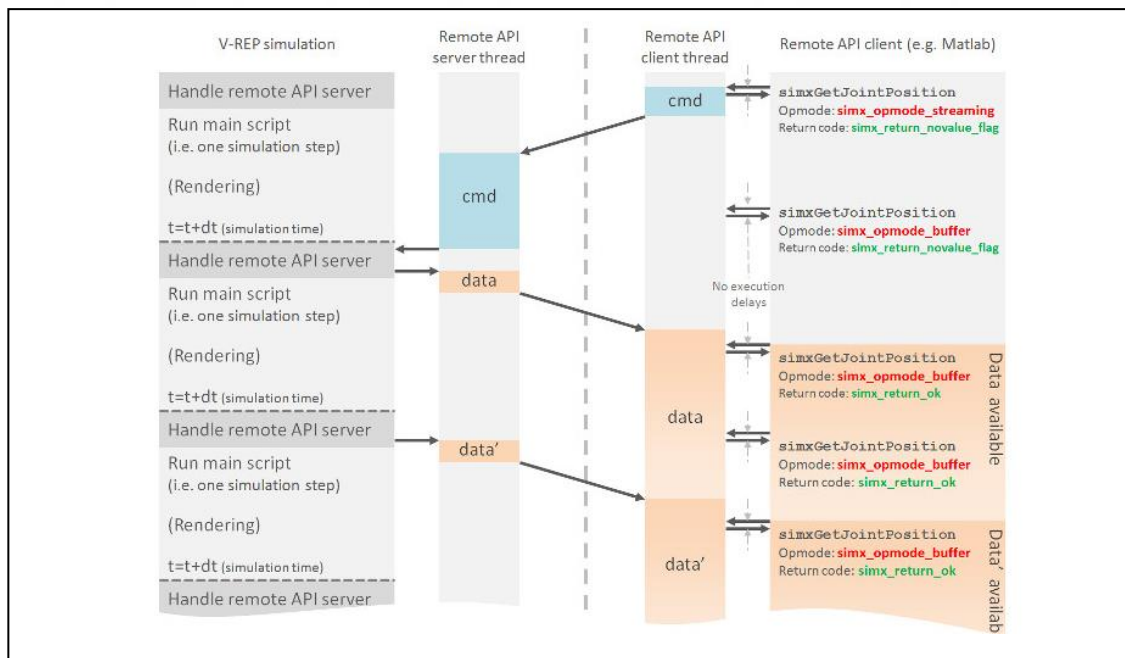 V-REP simulation
Remote API
server thread
Remote API
client thread
Remote API client (e.g. Matlab)
Handle remote API server
Run main script
(i.e. one simulation step)
(Rendering)
t=t+dt (simulation time)
Handle remote API server
Run main script
(i.e. one simulation step)
(Rendering)
t=t+dt (simulation time)
Handle remote API server
Run main script
(i.e. one simulation step)
(Rendering)
t=t+dt (simulation time)
Handle remote API server
cmd
data
data’
cmd
data
data’
No execution
delays
simxGetJointPosition
Opmode: simx_opmode_streaming
Return code: simx_return_novalue_flag
simxGetJointPosition
Opmode: simx_opmode_buffer
Return code: simx_return_novalue_flag
simxGetJointPosition
Opmode: simx_opmode_buffer
Return code: simx_return_ok
simxGetJointPosition
Opmode: simx_opmode_buffer
Return code: simx_return_ok
simxGetJointPosition
Opmode: simx_opmode_buffer
Return code: simx_return_ok
Data available
Data’ availab